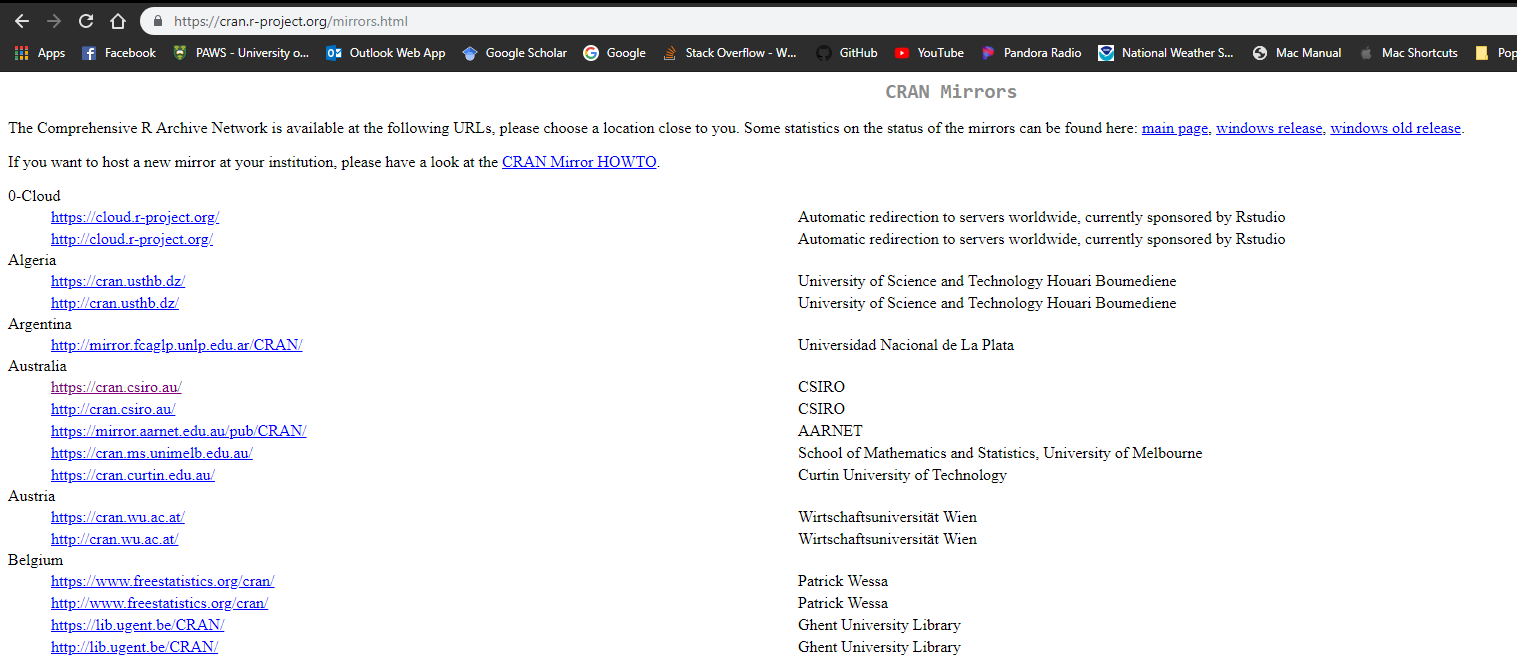 https://cran.r-project.org/mirrors.html
Apps Facebook PAWS - University o... Outlook Web App Google Scholar Google Stack Overflow - W... GitHub YouTube Pandora Radio National Weather S... Mac Manual Mac Shortcuts Pop
CRAN Mirrors
The Comprehensive R Archive Network is available at the following URLs, please choose a location close to you. Some statistics on the status of the mirrors can be found here: main page, windows release, windows old release.
If you want to host a new mirror at your institution, please have a look at the CRAN Mirror HOWTO.
0-Cloud
https://cloud.r-project.org/ Automatic redirection to servers worldwide, currently sponsored by Rstudio
http://cloud.r-project.org/ Automatic redirection to servers worldwide, currently sponsored by Rstudio
Algeria
https://cran.usthb.dz/ University of Science and Technology Houari Boumediene
http://cran.usthb.dz/ University of Science and Technology Houari Boumediene
Argentina
http://mirror.fcaglp.unlp.edu.ar/CRAN/ Universidad Nacional de La Plata
Australia
https://cran.csiro.au/ CSIRO
http://cran.csiro.au/ CSIRO
https://mirror.aarnet.edu.au/pub/CRAN/ AARNET
https://cran.ms.unimelb.edu.au/ School of Mathematics and Statistics, University of Melbourne
https://cran.curtin.edu.au/ Curtin University of Technology
Austria
https://cran.wu.ac.at/ Wirtschaftsuniversität Wien
http://cran.wu.ac.at/ Wirtschaftsuniversität Wien
Belgium
https://www.freestatistics.org/cran/ Patrick Wessa
http://www.freestatistics.org/cran/ Patrick Wessa
https://lib.ugent.be/CRAN/ Ghent University Library
http://lib.ugent.be/CRAN/ Ghent University Library